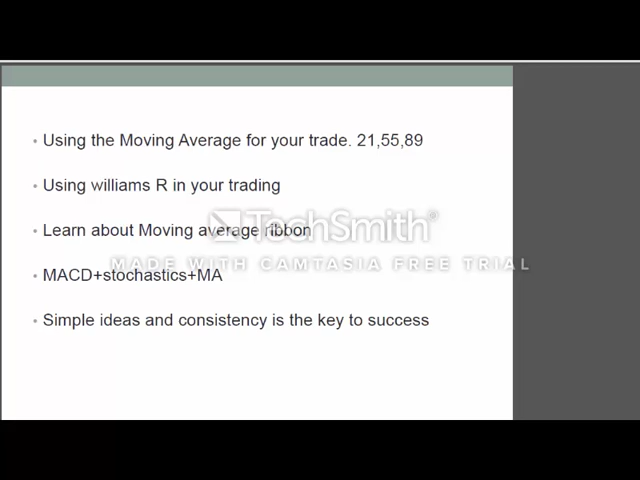 Using the Moving Average for your trade. 21,55,89
Using williams R in your trading
Learn about Moving average ribbon
TechSmith®
MADE WITH CAMTASIA FREE TRIAL
MACD+stochastics+MA
Simple ideas and consistency is the key to success